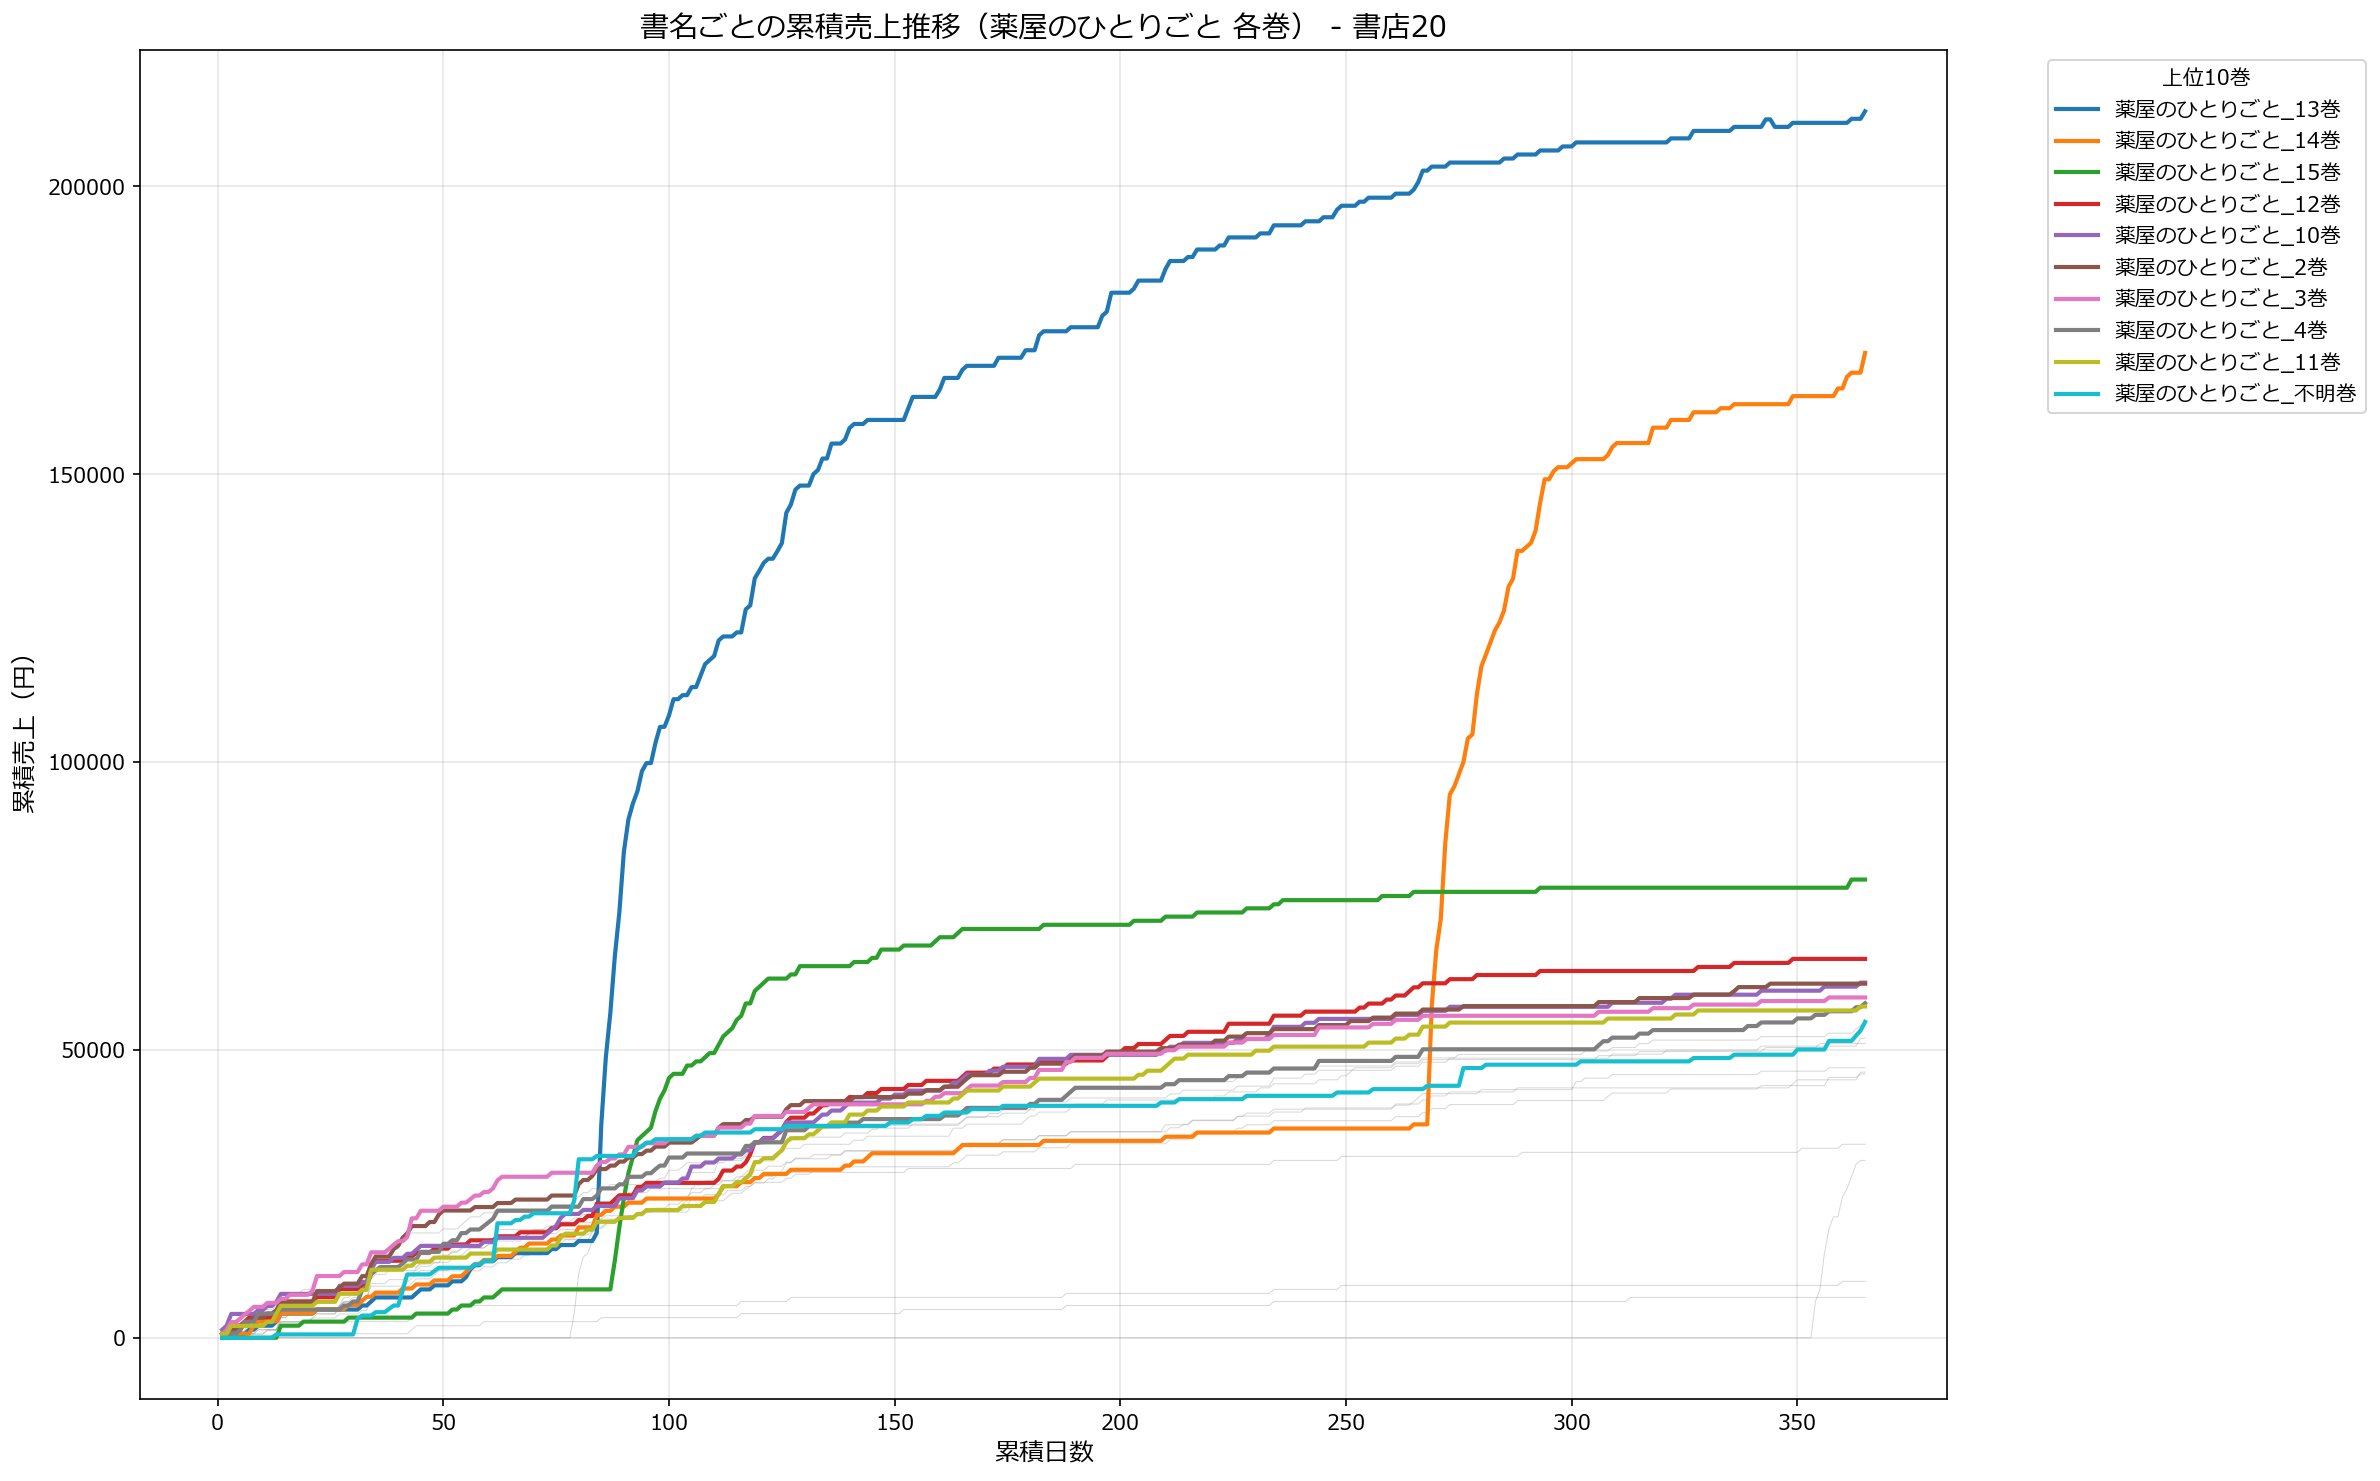 書名ごとの累積売上推移（薬屋のひとりごと 各巻） - 書店20
累積売上（円）
200000
150000
100000
50000
0
0
50
100
150
200
250
300
350
累積日数
上位10巻
薬屋のひとりごと_13巻
薬屋のひとりごと_14巻
薬屋のひとりごと_15巻
薬屋のひとりごと_12巻
薬屋のひとりごと_10巻
薬屋のひとりごと_2巻
薬屋のひとりごと_3巻
薬屋のひとりごと_4巻
薬屋のひとりごと_11巻
薬屋のひとりごと_不明巻